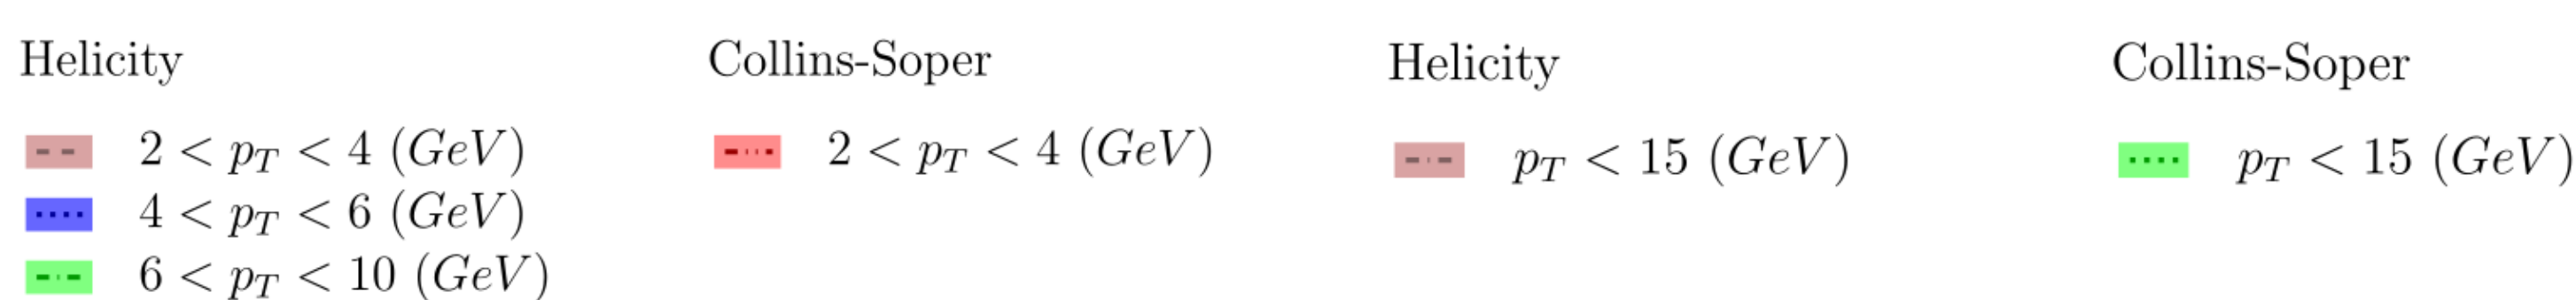 Helicity
2 < p_T < 4 (GeV)
4 < p_T < 6 (GeV)
6 < p_T < 10 (GeV)
Collins-Soper
2 < p_T < 4 (GeV)
Helicity
p_T < 15 (GeV)
Collins-Soper
p_T < 15 (GeV)